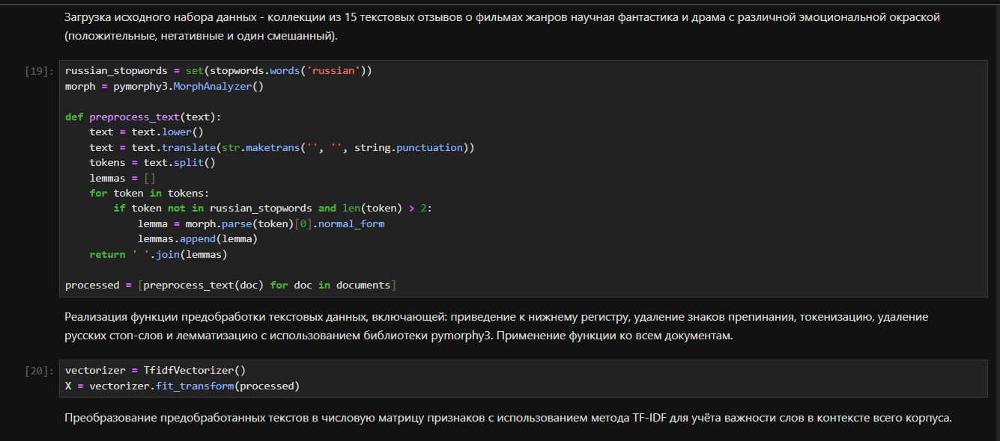 Загрузка исходного набора данных - коллекции из 15 текстовых отзывов о фильмах жанров научная фантастика и драма с различной эмоциональной окраской
(положительные, негативные и один смешанный).
[19]: russian_stopwords = set(stopwords.words('russian'))
morph = pymorphy3.MorphAnalyzer()
def preprocess_text(text):
    text = text.lower()
    text = text.translate(str.maketrans('', '', string.punctuation))
    tokens = text.split()
    lemmas = []
    for token in tokens:
        if token not in russian_stopwords and len(token) > 2:
            lemma = morph.parse(token)[0].normal_form
            lemmas.append(lemma)
    return ' '.join(lemmas)
processed = [preprocess_text(doc) for doc in documents]
Реализация функции предобработки текстовых данных, включающей: приведение к нижнему регистру, удаление знаков препинания, токенизацию, удаление
русских стоп-слов и лемматизацию с использованием библиотеки pymorphy3. Применение функции ко всем документам.
[20]: vectorizer = TfidfVectorizer()
X = vectorizer.fit_transform(processed)
Преобразование предобработанных текстов в числовую матрицу признаков с использованием метода TF-IDF для учёта важности слов в контексте всего корпуса.